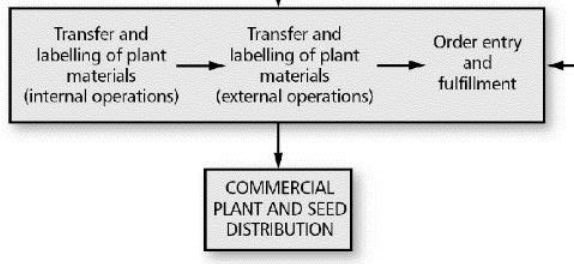 Transfer and
labelling of plant
materials
(internal operations)
Transfer and
labelling of plant
materials
(external operations)
Order entry
and
fulfillment
COMMERCIAL
PLANT AND SEED
DISTRIBUTION